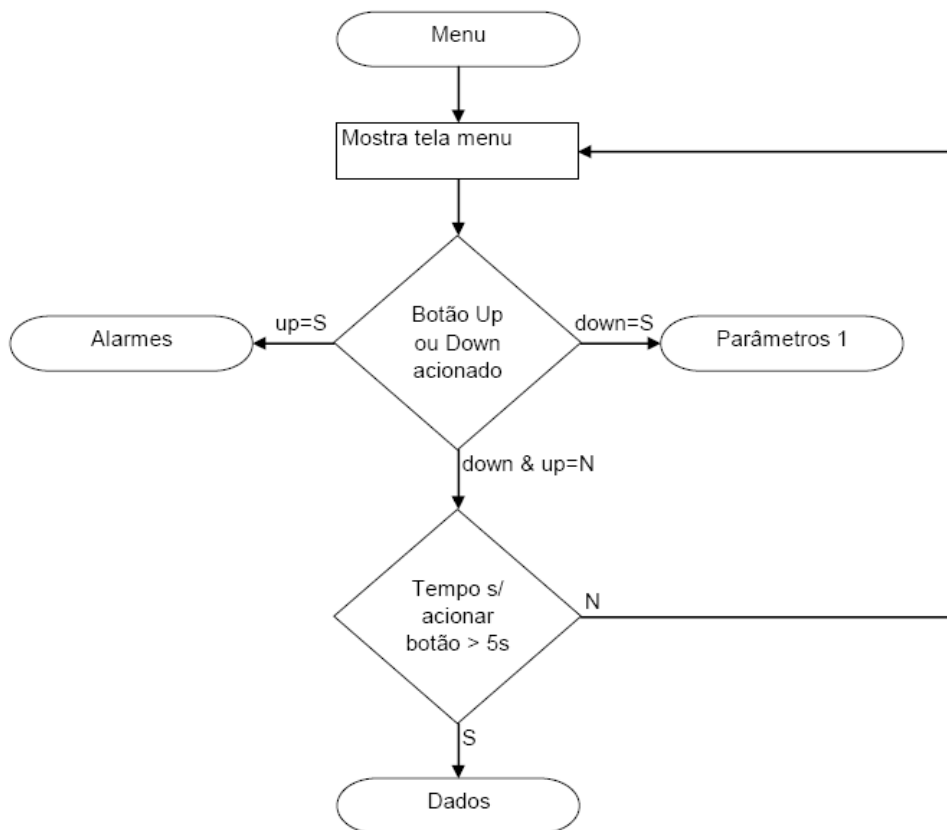 Menu
Mostra tela menu
Botão Up
ou Down
acionado
up=S
Alarmes
down=S
Parâmetros 1
down & up=N
Tempo s/
acionar
botão > 5s
N
S
Dados